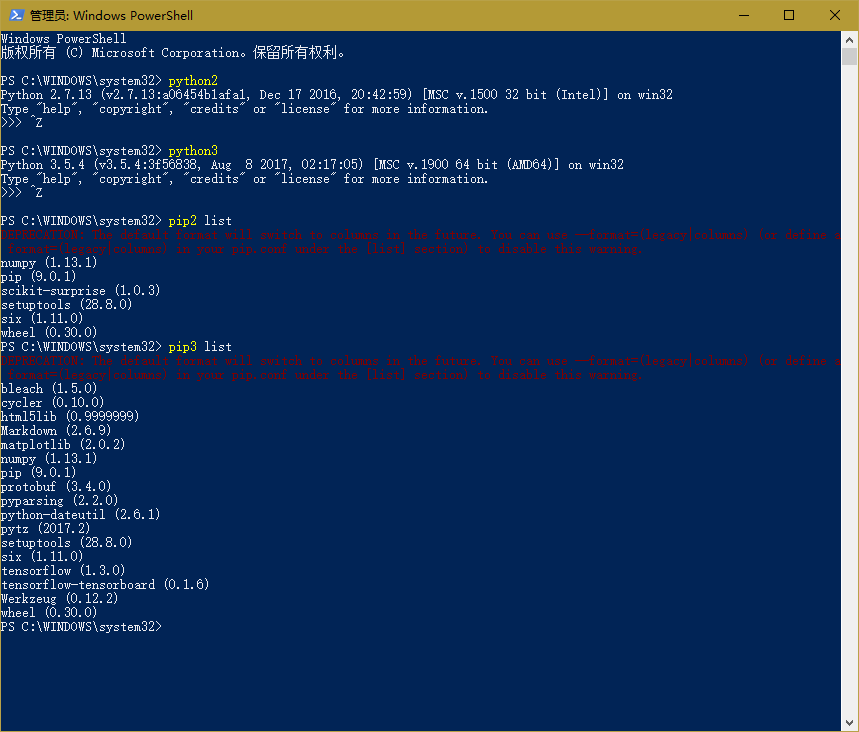 管理员: Windows PowerShell
Windows PowerShell
版权所有 (C) Microsoft Corporation。保留所有权利。
PS C:\WINDOWS\system32> python2
Python 2.7.13 (v2.7.13:a06454b1afa1, Dec 17 2016, 20:42:59) [MSC v.1500 32 bit (Intel)] on win32
Type "help", "copyright", "credits" or "license" for more information.
>>> ^Z
PS C:\WINDOWS\system32> python3
Python 3.5.4 (v3.5.4:3f56838, Aug  8 2017, 02:17:05) [MSC v.1900 64 bit (AMD64)] on win32
Type "help", "copyright", "credits" or "license" for more information.
>>> ^Z
PS C:\WINDOWS\system32> pip2 list
DEPRECATION: The default format will switch to columns in the future. You can use --format=(legacy|columns) (or define a
format=(legacy|columns) in your pip.conf under the [list] section) to disable this warning.
numpy (1.13.1)
pip (9.0.1)
scikit-surprise (1.0.3)
setuptools (28.8.0)
six (1.11.0)
wheel (0.30.0)
PS C:\WINDOWS\system32> pip3 list
DEPRECATION: The default format will switch to columns in the future. You can use --format=(legacy|columns) (or define a
format=(legacy|columns) in your pip.conf under the [list] section) to disable this warning.
bleach (1.5.0)
cycler (0.10.0)
html5lib (0.9999999)
Markdown (2.6.9)
matplotlib (2.0.2)
numpy (1.13.1)
pip (9.0.1)
protobuf (3.4.0)
pyparsing (2.2.0)
python-dateutil (2.6.1)
pytz (2017.2)
setuptools (28.8.0)
six (1.11.0)
tensorflow (1.3.0)
tensorflow-tensorboard (0.1.6)
Werkzeug (0.12.2)
wheel (0.30.0)
PS C:\WINDOWS\system32>